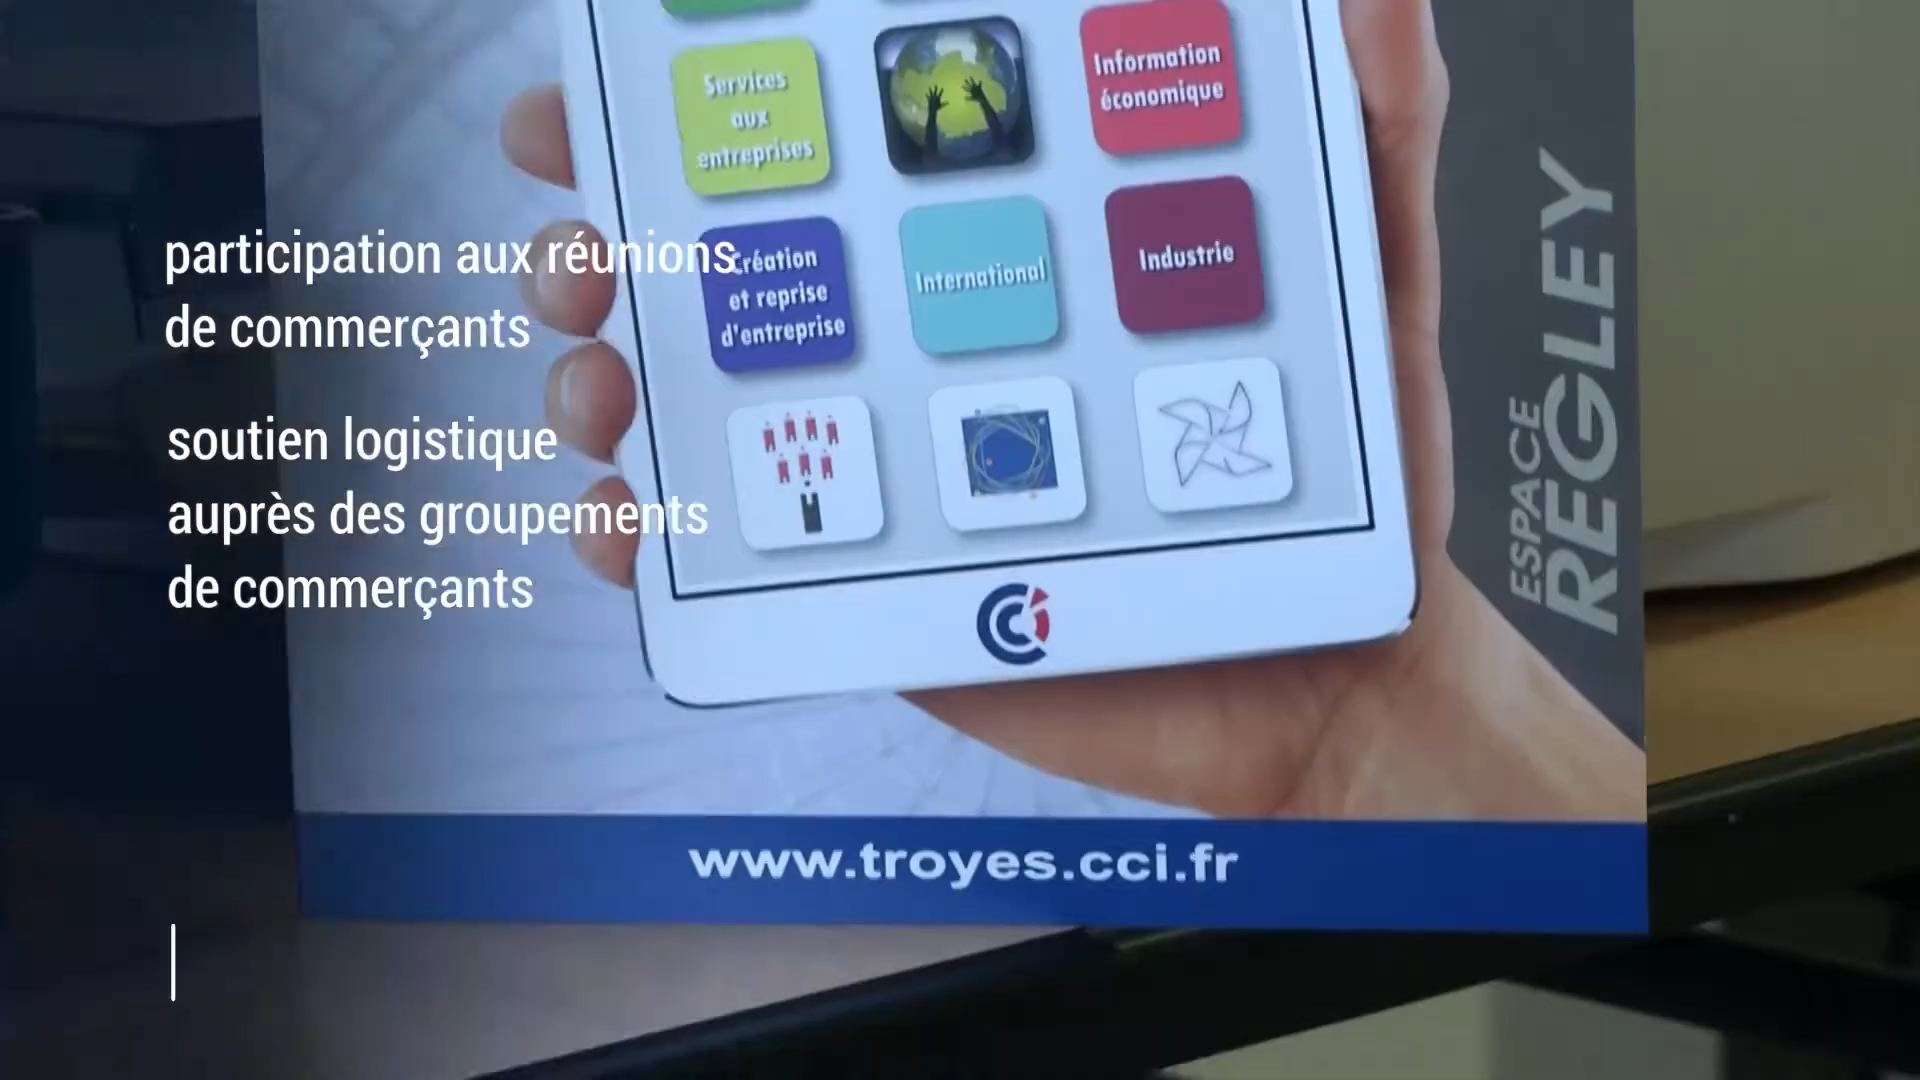 participation aux réunions
de commerçants
soutien logistique
auprès des groupements
de commerçants
Services
aux
entreprises
Information
économique
Création
et reprise
d'entreprise
International
Industrie
CCI
www.troyes.cci.fr
ESPACE
REGLEY